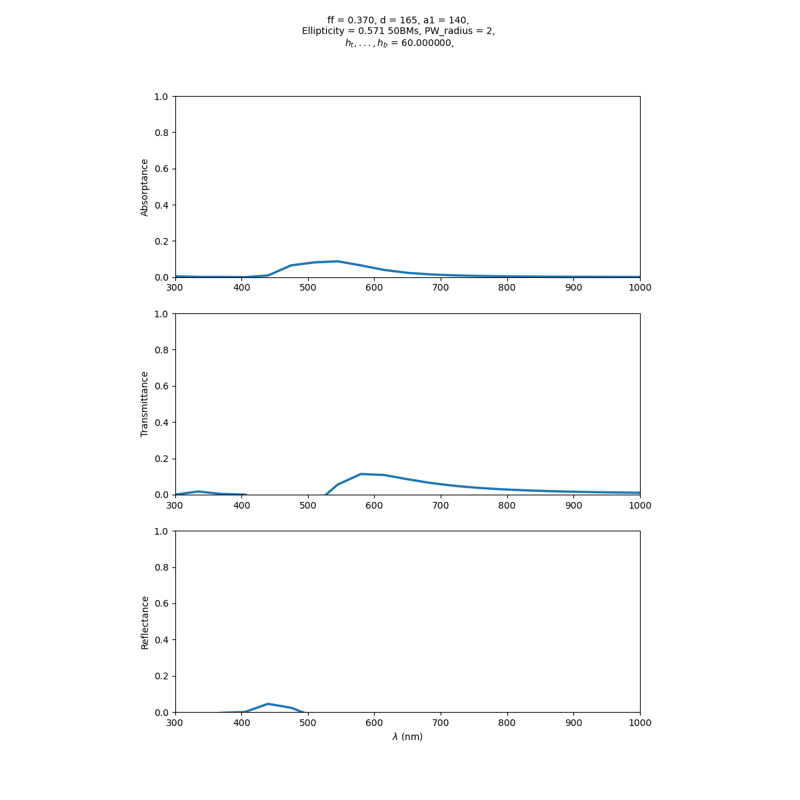 ff = 0.370, d = 165, a1 = 140,
Ellipticity = 0.571 50BMs, PW_radius = 2,
h_t, . . . , h_b = 60.000000,
1.0
0.8
0.6
0.4
0.2
0.0
Absorptance
300 400 500 600 700 800 900 1000
1.0
0.8
0.6
0.4
0.2
0.0
Transmittance
300 400 500 600 700 800 900 1000
1.0
0.8
0.6
0.4
0.2
0.0
Reflectance
300 400 500 600 700 800 900 1000
λ (nm)